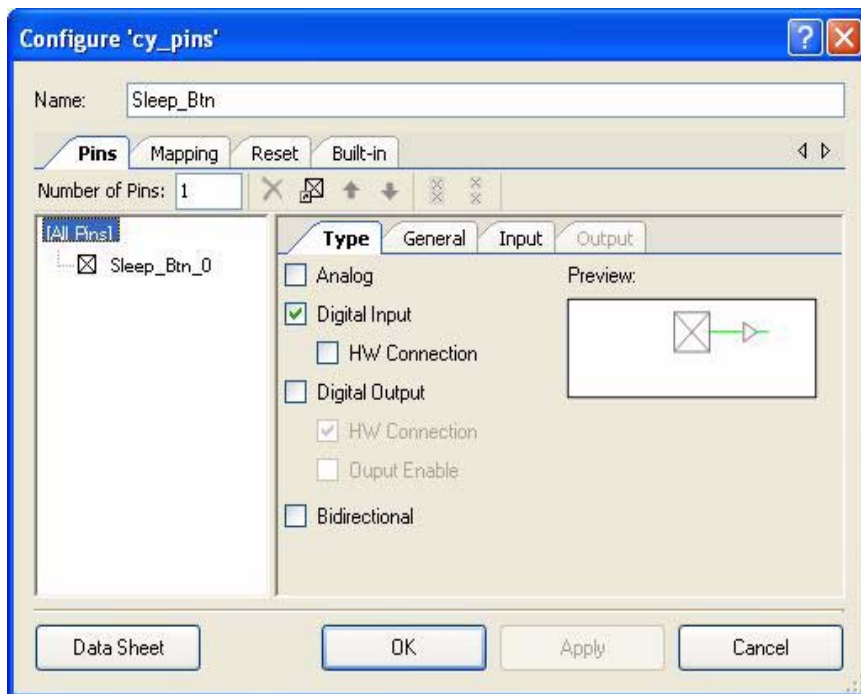 Configure 'cy_pins'
Name: Sleep_Btn
Pins Mapping Reset Built-in
Number of Pins: 1
[All Pins]
Sleep_Btn_0
Type General Input Output
Analog
Preview:
Digital Input
HW Connection
Digital Output
HW Connection
Ouput Enable
Bidirectional
Data Sheet OK Apply Cancel